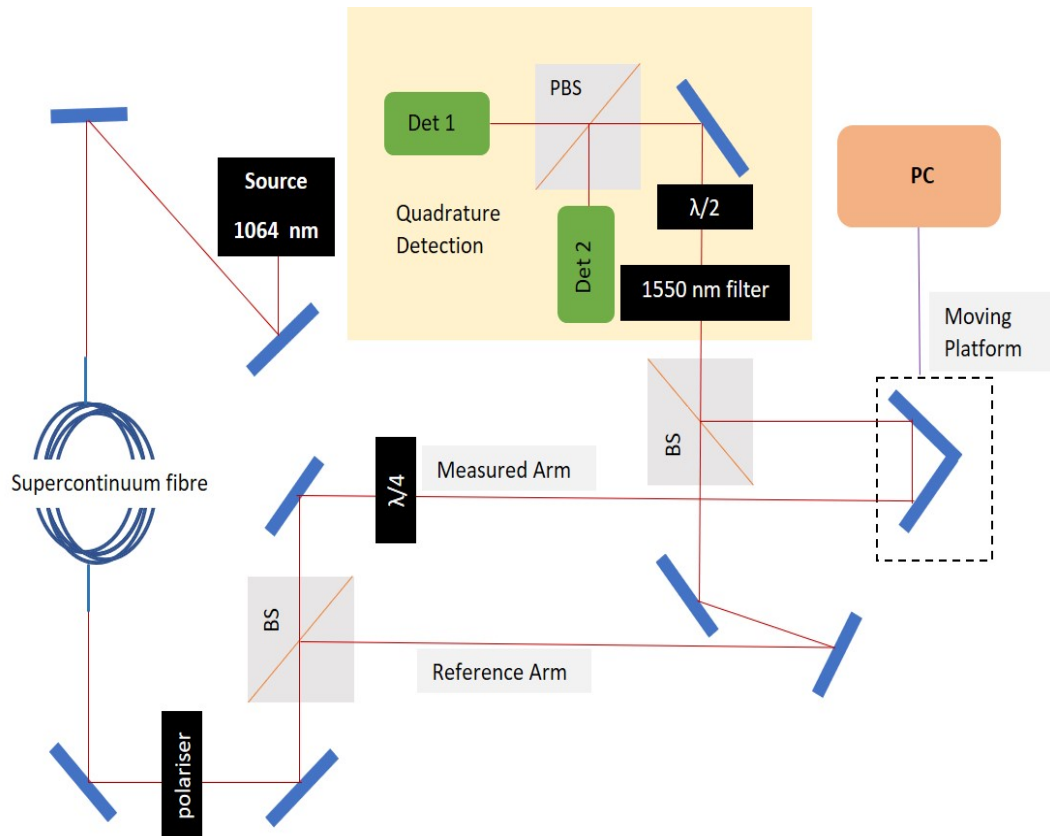 PBS
Det 1
Source
1064  nm
PC
λ/2
Quadrature
Detection
Det 2
1550 nm filter
Moving
Platform
BS
Measured Arm
λ/4
Supercontinuum fibre
BS
Reference Arm
polariser